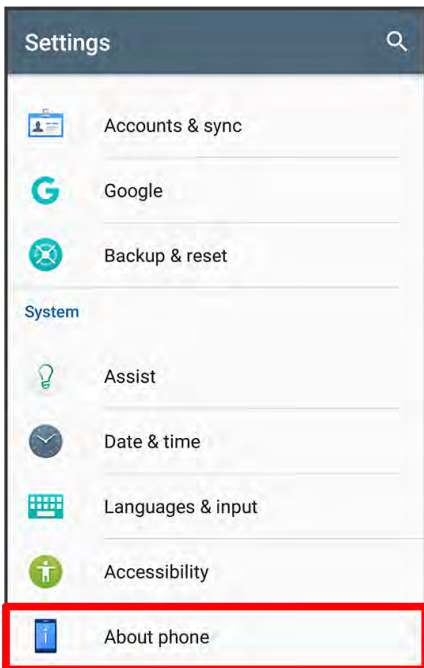 Settings
Accounts & sync
Google
Backup & reset
System
Assist
Date & time
Languages & input
Accessibility
About phone